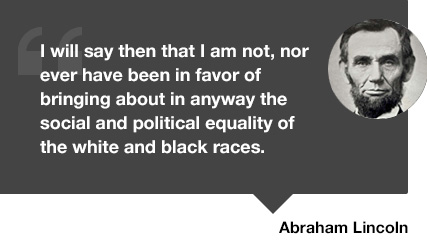 I will say then that I am not, nor
ever have been in favor of
bringing about in anyway the
social and political equality of
the white and black races.
Abraham Lincoln